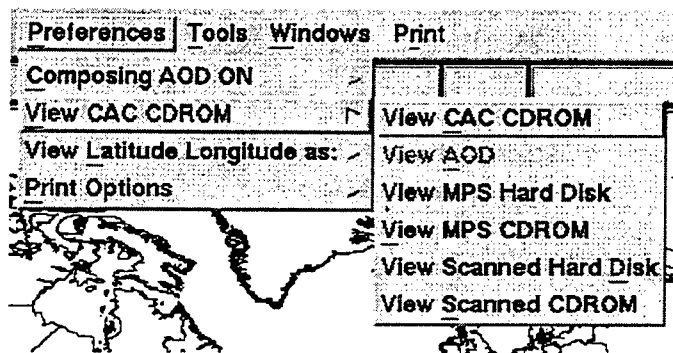 Preferences Tools Windows Print
Composing AOD ON
View CAC CDROM
View Latitude Longitude as:
Print Options
View CAC CDROM
View AOD
View MPS Hard Disk
View MPS CDROM
View Scanned Hard Disk
View Scanned CDROM